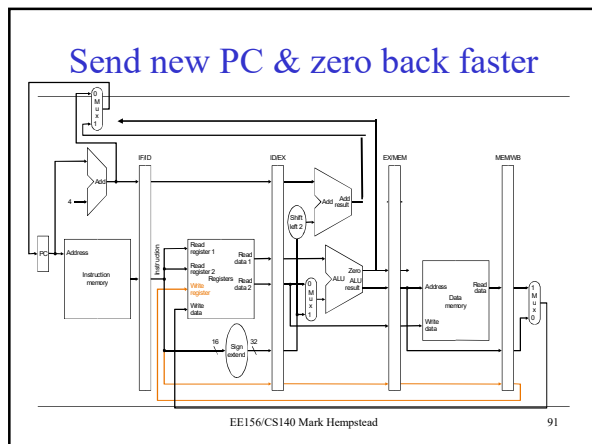 Send new PC & zero back faster
0
M
u
x
1
IF/ID
ID/EX
EX/MEM
MEM/WB
Add
4
Add
Add
result
Shift
left 2
PC
Address
Instruction
memory
Instruction
Read
register 1
Read
register 2
Registers
Write
register
Write
data
Read
data 1
Read
data 2
0
M
u
x
1
Zero
ALU
ALU
result
Address
Read
data
Data
memory
Write
data
1
M
u
x
0
16
Sign
extend
32
EE156/CS140 Mark Hempstead
91